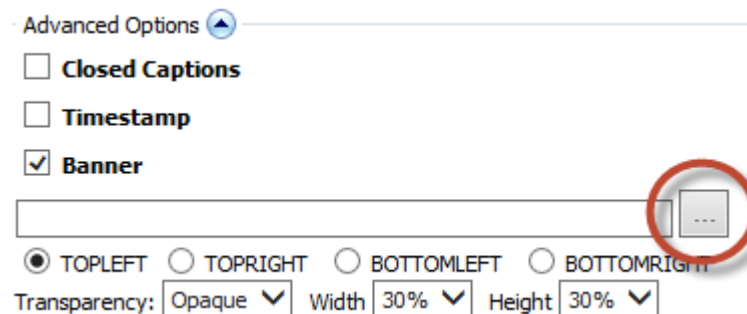 Advanced Options
Closed Captions
Timestamp
Banner
...
TOPLEFT TOPRIGHT BOTTOMLEFT BOTTOMRIGHT
Transparency: Opaque Width 30% Height 30%